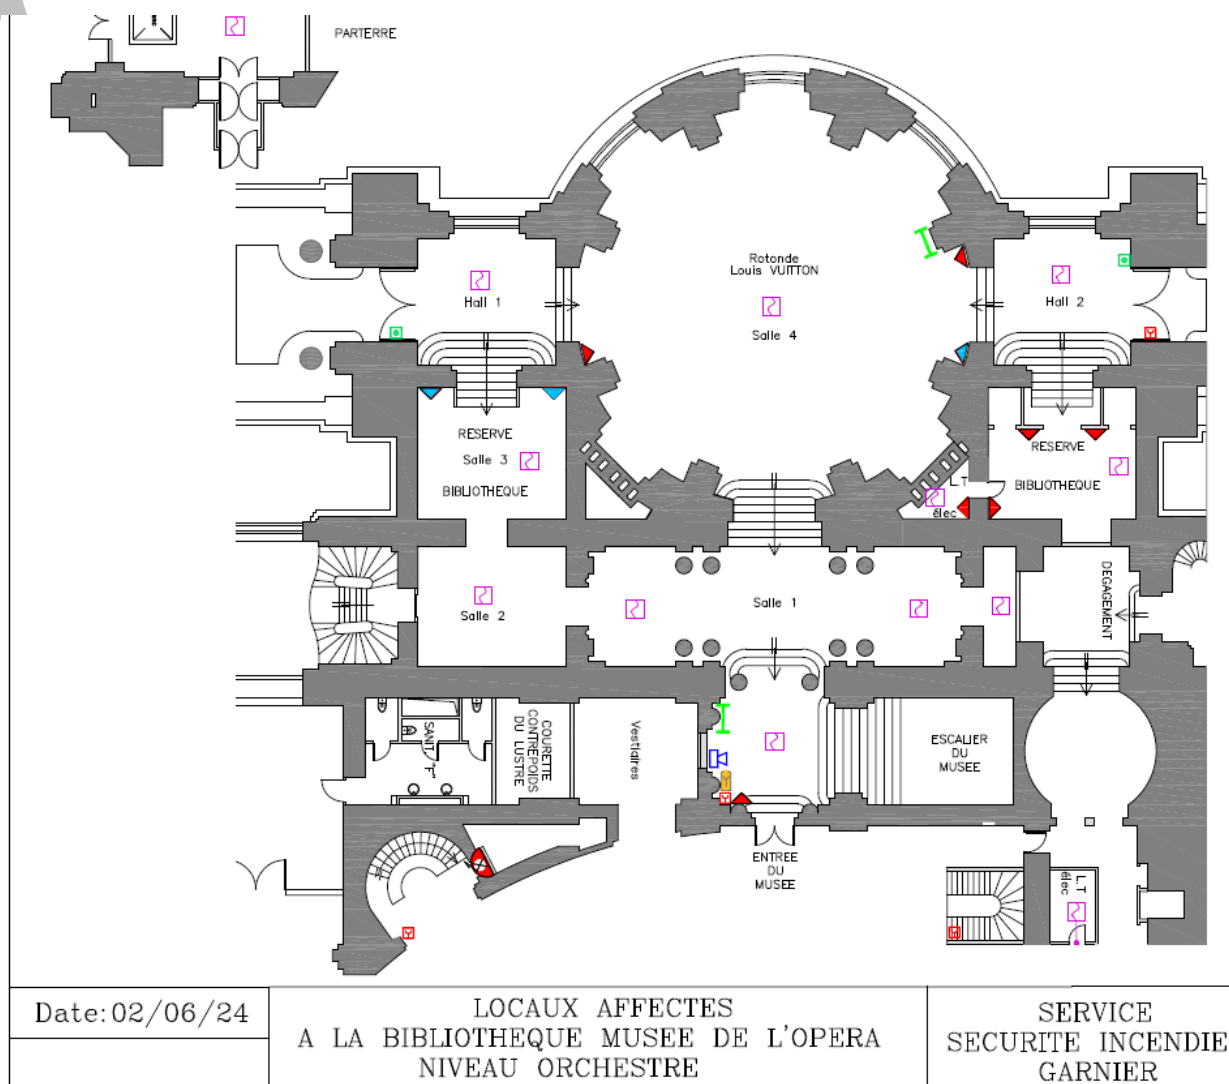 PARTERRE
Rotonde
Louis VUITTON
Salle 4
Hall 1
Hall 2
RESERVE
Salle 3
BIBLIOTHEQUE
RESERVE
BIBLIOTHEQUE
L.T
élec
Salle 2
Salle 1
DEGAGEMENT
SANIT
"F"
COURETTE
CONTREPOIDS
DU LUSTRE
Vestiaires
ESCALIER
DU
MUSEE
ENTREE
DU
MUSEE
L.T
élec
Date:02/06/24
LOCAUX AFFECTES
A LA BIBLIOTHEQUE MUSEE DE L'OPERA
NIVEAU ORCHESTRE
SERVICE
SECURITE INCENDIE
GARNIER